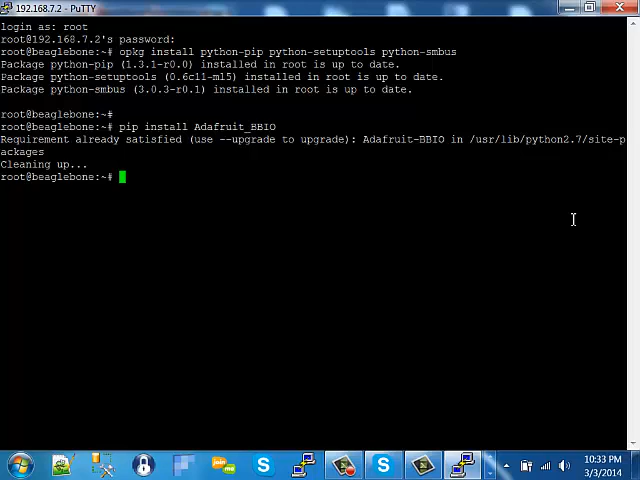 192.168.7.2 - PuTTY
login as: root
root@192.168.7.2's password:
root@beaglebone:~# opkg install python-pip python-setuptools python-smbus
Package python-pip (1.3.1-r0.0) installed in root is up to date.
Package python-setuptools (0.6c11-ml5) installed in root is up to date.
Package python-smbus (3.0.3-r0.1) installed in root is up to date.
root@beaglebone:~#
root@beaglebone:~# pip install Adafruit_BBIO
Requirement already satisfied (use --upgrade to upgrade): Adafruit-BBIO in /usr/lib/python2.7/site-p
ackages
Cleaning up...
root@beaglebone:~#
join.me
10:33 PM
3/3/2014